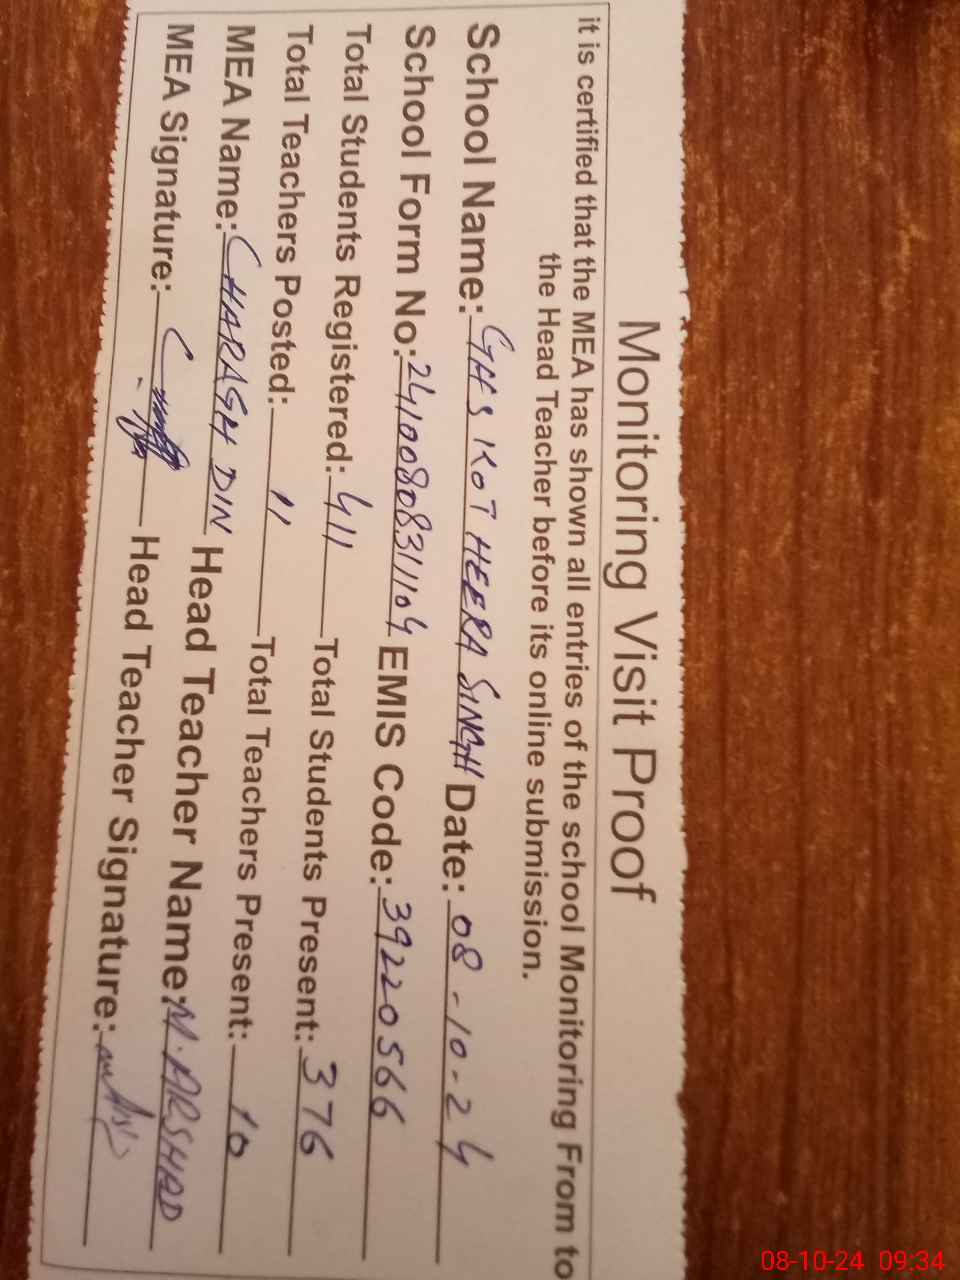 Monitoring Visit Proof
it is certified that the MEA has shown all entries of the school Monitoring From to
the Head Teacher before its online submission.
School Name: GHS KOT HEERA SINGH Date: 08-10-24
School Form No: 2410080831104 EMIS Code: 39220566
Total Students Registered: 411 Total Students Present: 376
Total Teachers Posted: 11 Total Teachers Present: 10
MEA Name: CHARAGH DIN Head Teacher Name: M. ARSHAD
MEA Signature: Head Teacher Signature:
08-10-24 09:34